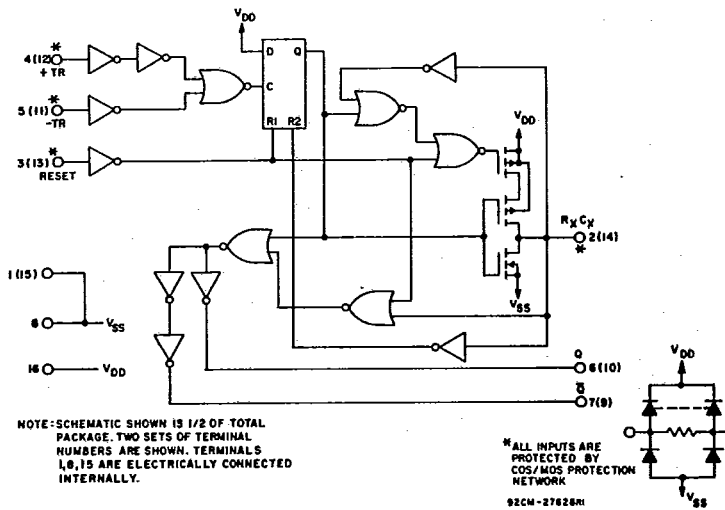 VDD
4(12)
*
+ TR
5(11)
*
-TR
3(13)
*
RESET
D
Q
C
R1 R2
VDD
RXCX
2(14)
*
VSS
1(15)
6
VSS
16
VDD
Q
6(10)
Q̅
7(9)
NOTE: SCHEMATIC SHOWN IS 1/2 OF TOTAL
PACKAGE. TWO SETS OF TERMINAL
NUMBERS ARE SHOWN. TERMINALS
1,8,15 ARE ELECTRICALLY CONNECTED
INTERNALLY.
VDD
*ALL INPUTS ARE
PROTECTED BY
COS/MOS PROTECTION
NETWORK
VSS
92CM-27626R1